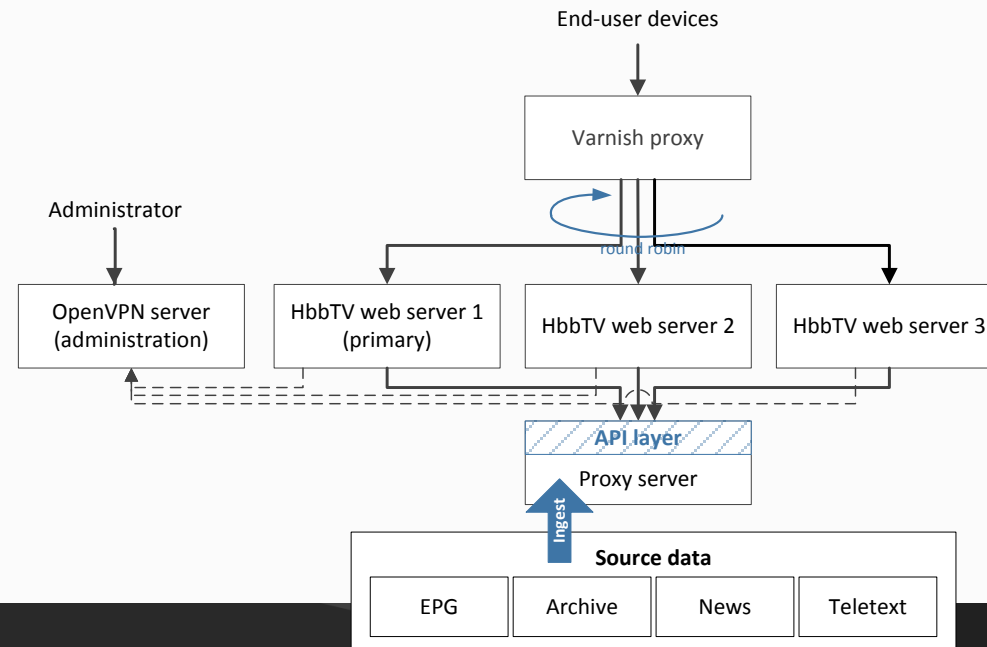 End-user devices
Varnish proxy
round robin
Administrator
OpenVPN server
(administration)
HbbTV web server 1
(primary)
HbbTV web server 2
HbbTV web server 3
API layer
Proxy server
Ingest
Source data
EPG
Archive
News
Teletext